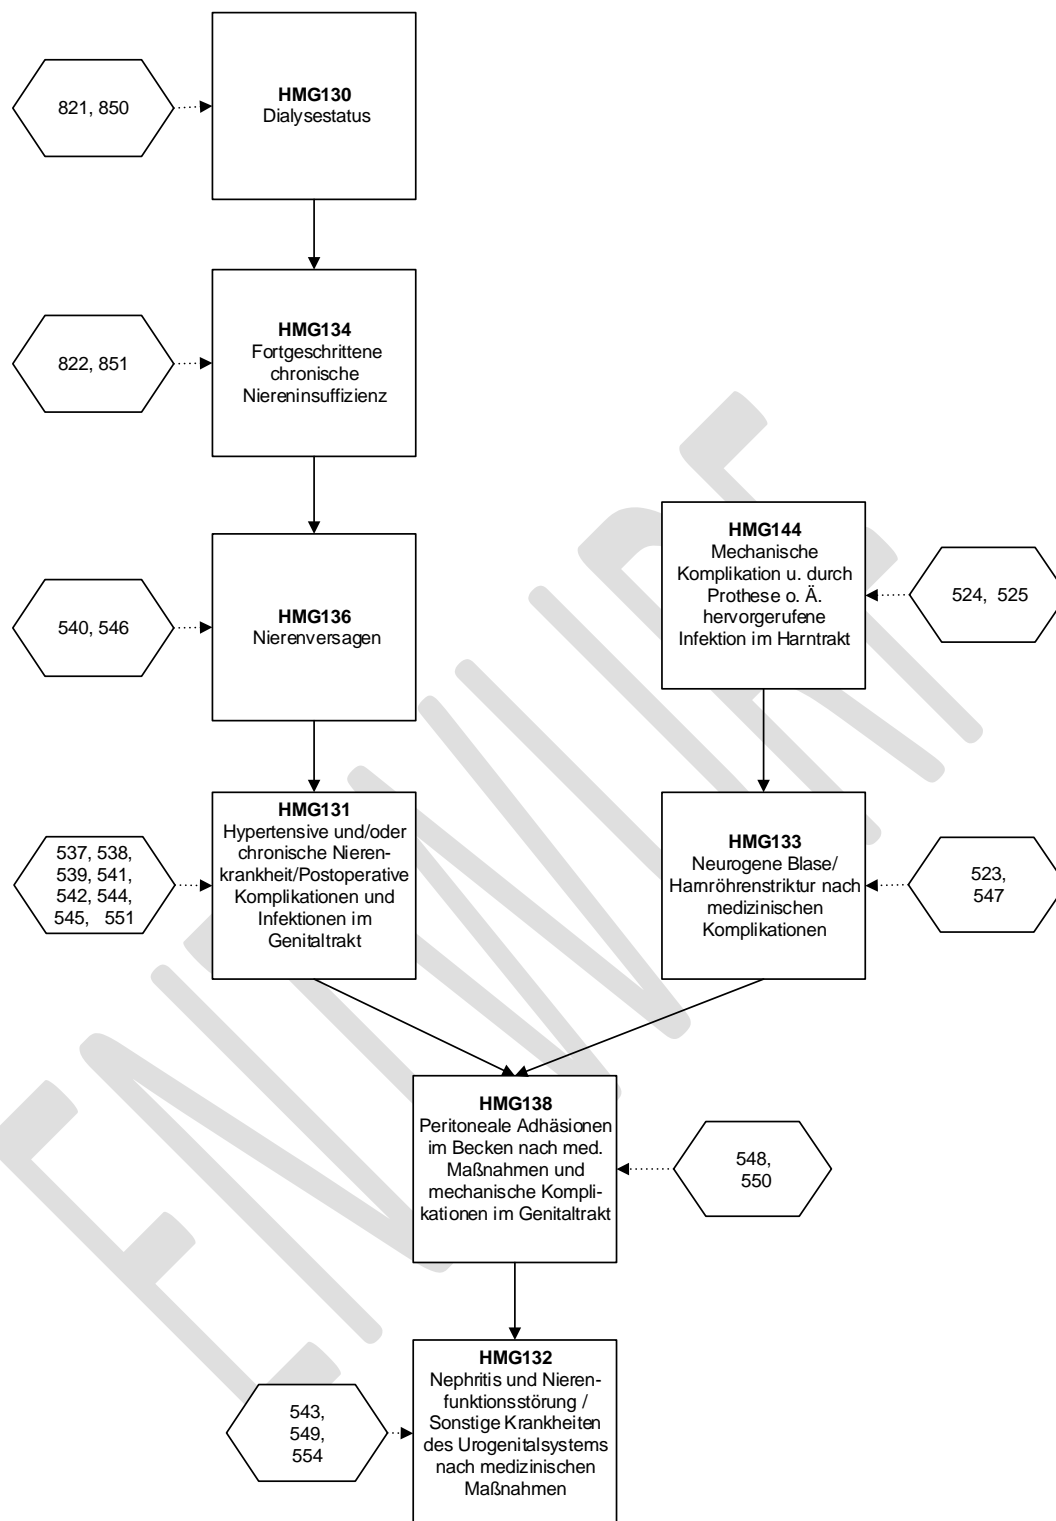 HMG130
Dialysestatus
821, 850
HMG134
Fortgeschrittene
chronische
Niereninsuffizienz
822, 851
HMG136
Nierenversagen
540, 546
HMG144
Mechanische
Komplikation u. durch
Prothese o. Ä.
hervorgerufene
Infektion im Harntrakt
524, 525
HMG131
Hypertensive und/oder
chronische Nieren-
krankheit/Postoperative
Komplikationen und
Infektionen im
Genitaltrakt
537, 538,
539, 541,
542, 544,
545, 551
HMG133
Neurogene Blase/
Harnröhrenstriktur nach
medizinischen
Komplikationen
523,
547
HMG138
Peritoneale Adhäsionen
im Becken nach med.
Maßnahmen und
mechanische Kompli-
kationen im Genitaltrakt
548,
550
HMG132
Nephritis und Nieren-
funktionsstörung /
Sonstige Krankheiten
des Urogenitalsystems
nach medizinischen
Maßnahmen
543,
549,
554
ENTWURF